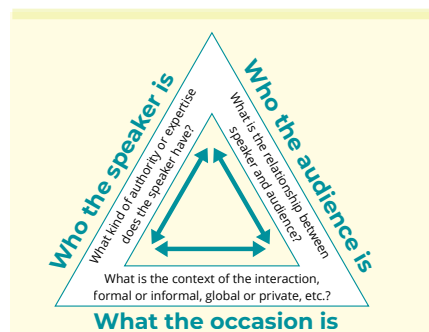 Who the speaker is
What kind of authority or expertise
does the speaker have?
Who the audience is
What is the relationship between
speaker and audience?
What is the context of the interaction,
formal or informal, global or private, etc.?
What the occasion is